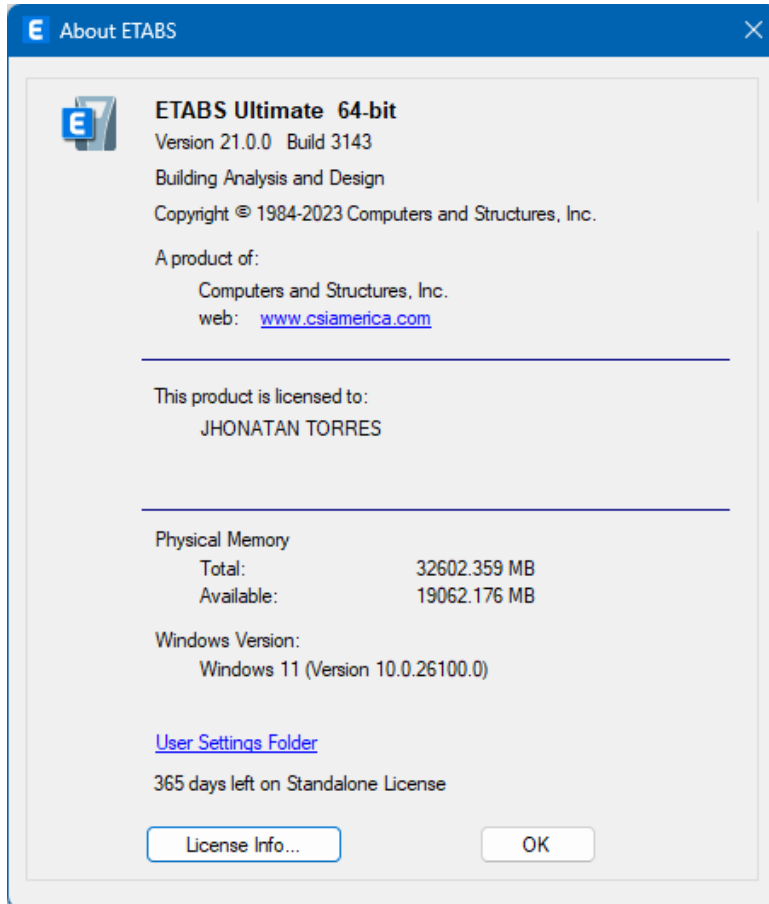 About ETABS
ETABS Ultimate 64-bit
Version 21.0.0 Build 3143
Building Analysis and Design
Copyright © 1984-2023 Computers and Structures, Inc.
A product of:
Computers and Structures, Inc.
web: www.csiamerica.com
This product is licensed to:
JHONATAN TORRES
Physical Memory
Total: 32602.359 MB
Available: 19062.176 MB
Windows Version:
Windows 11 (Version 10.0.26100.0)
User Settings Folder
365 days left on Standalone License
License Info... OK